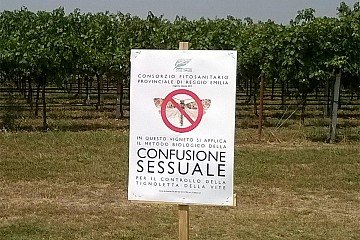 CONSORZIO FITOSANITARIO
PROVINCIALE DI REGGIO EMILIA
IN QUESTO VIGNETO SI APPLICA
IL METODO BIOLOGICO DELLA
CONFUSIONE
SESSUALE
PER IL CONTROLLO DELLA
TIGNOLETTA DELLA VITE